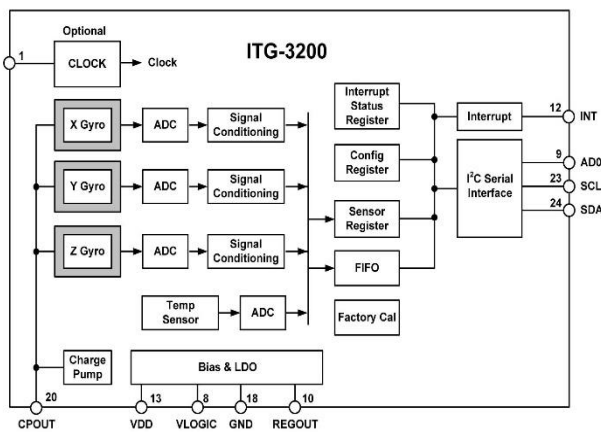 Optional
ITG-3200
1
CLOCK
Clock
X Gyro
ADC
Signal
Conditioning
Y Gyro
ADC
Signal
Conditioning
Z Gyro
ADC
Signal
Conditioning
Temp
Sensor
ADC
Interrupt
Status
Register
Config
Register
Sensor
Register
FIFO
Factory Cal
Interrupt
I²C Serial
Interface
12
INT
9
AD0
23
SCL
24
SDA
Charge
Pump
Bias & LDO
20
13
8
18
10
CPOUT
VDD
VLOGIC
GND
REGOUT